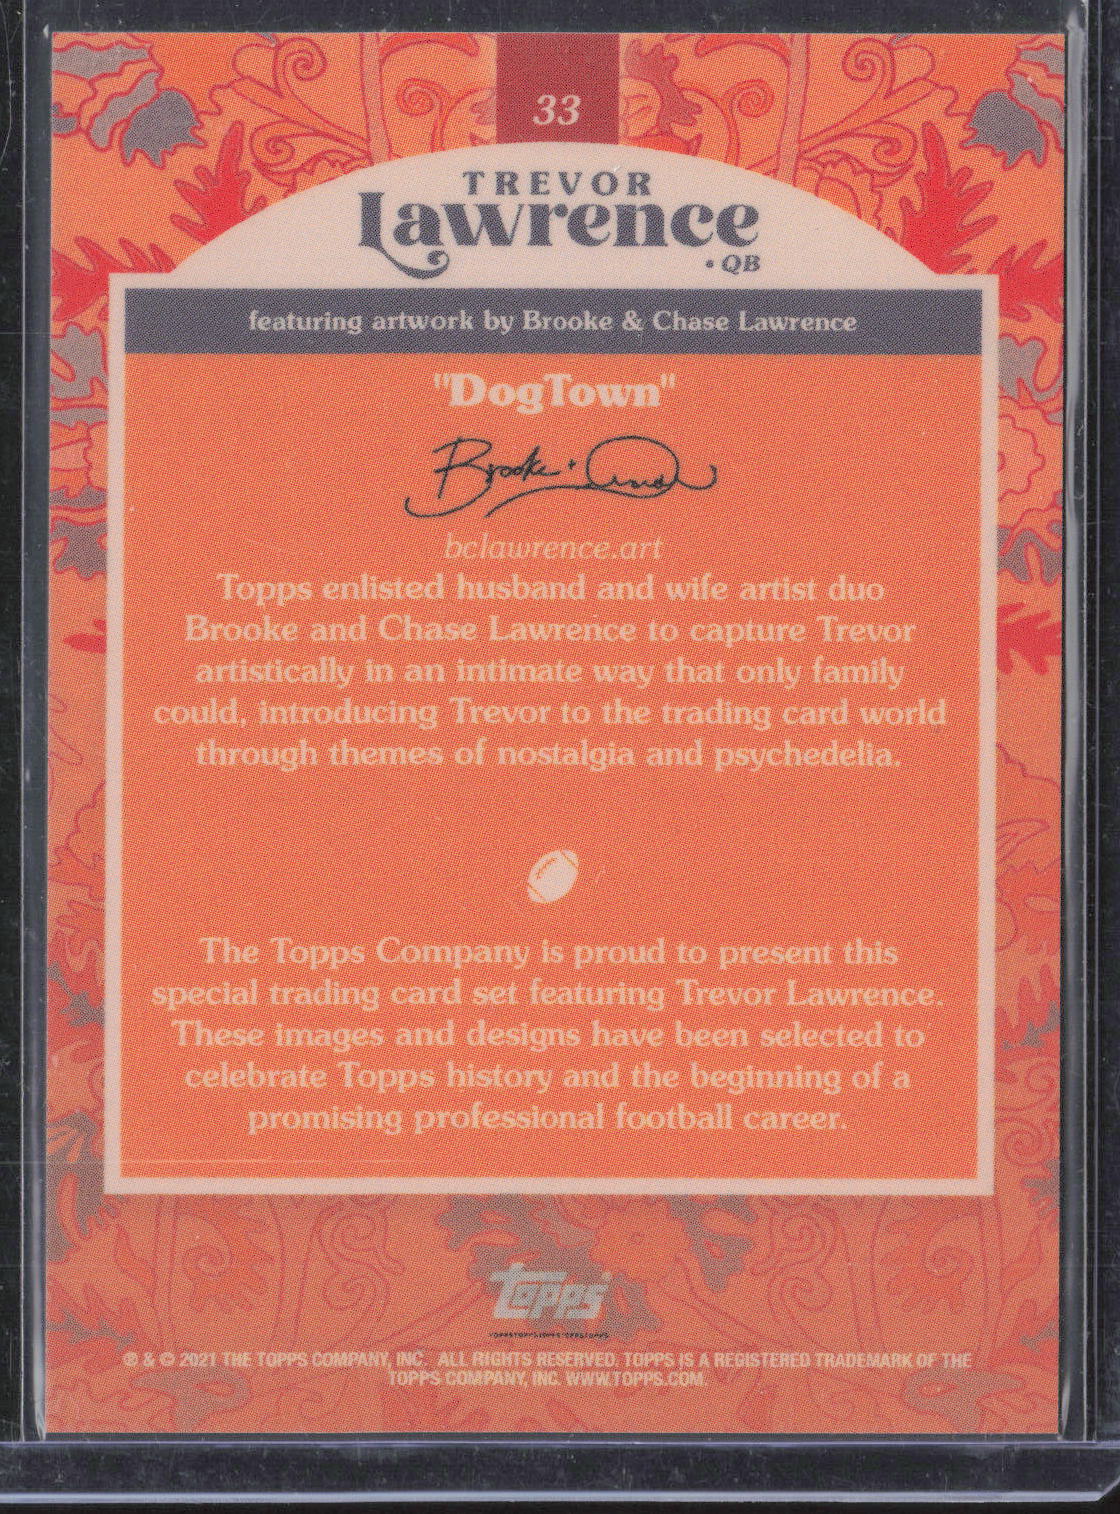 33
TREVOR
Lawrence
• QB
featuring artwork by Brooke & Chase Lawrence
"DogTown"
Brooke +
bclawrence.art
Topps enlisted husband and wife artist duo
Brooke and Chase Lawrence to capture Trevor
artistically in an intimate way that only family
could, introducing Trevor to the trading card world
through themes of nostalgia and psychedelia.
The Topps Company is proud to present this
special trading card set featuring Trevor Lawrence.
These images and designs have been selected to
celebrate Topps history and the beginning of a
promising professional football career.
topps
® & © 2021 THE TOPPS COMPANY, INC. ALL RIGHTS RESERVED. TOPPS IS A REGISTERED TRADEMARK OF THE
TOPPS COMPANY, INC. WWW.TOPPS.COM.